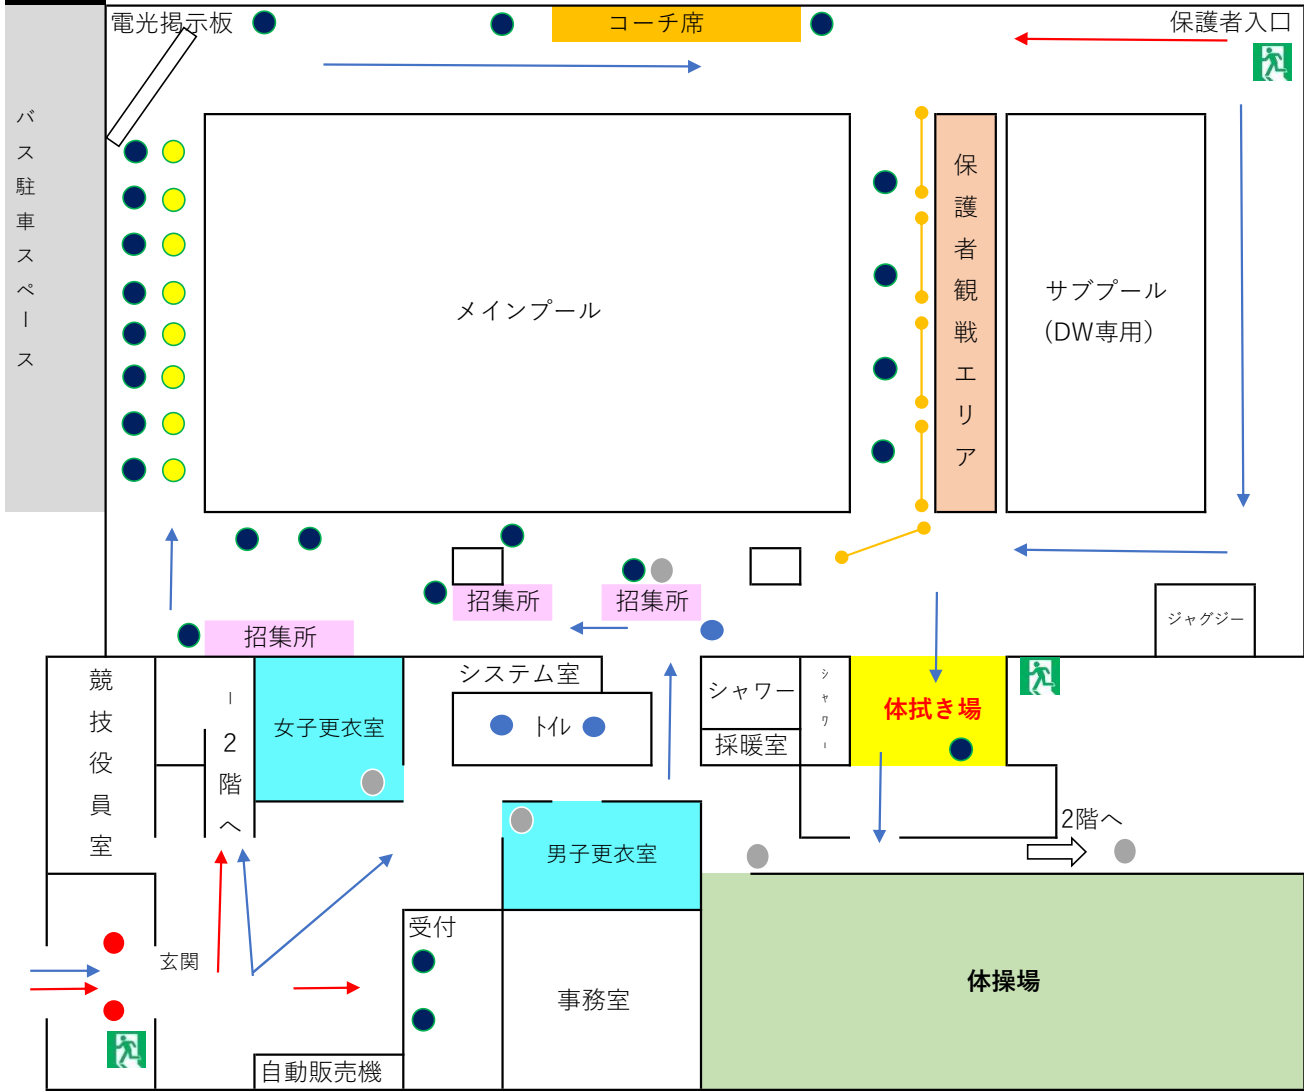 電光掲示板
コーチ席
保護者入口
バス駐車スペース
メインプール
保護者観戦エリア
サブプール
(DW専用)
招集所
招集所
招集所
ジャグジー
競技役員室
ー2階へ
女子更衣室
システム室
トイレ
シャワー
採暖室
シャワー
体拭き場
2階へ
男子更衣室
受付
玄関
事務室
体操場
自動販売機